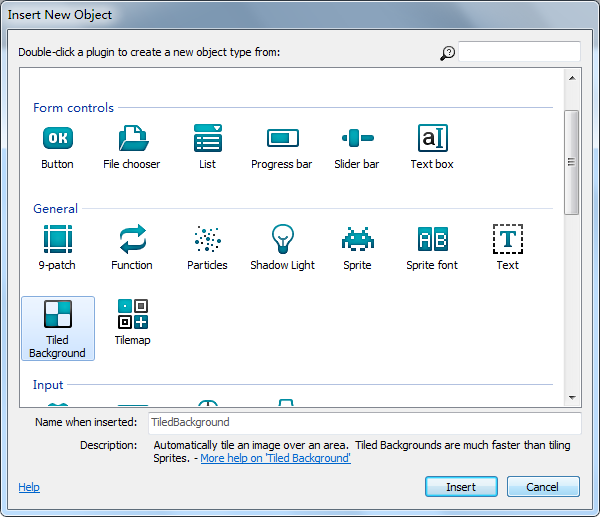 Insert New Object
Double-click a plugin to create a new object type from:
Form controls
OK
aI
Button
File chooser
List
Progress bar
Slider bar
Text box
General
AB
T
9-patch
Function
Particles
Shadow Light
Sprite
Sprite font
Text
Tiled
Background
Tilemap
Input
Name when inserted:
TiledBackground
Description:
Automatically tile an image over an area. Tiled Backgrounds are much faster than tiling
Sprites. - More help on 'Tiled Background'
Help
Insert
Cancel